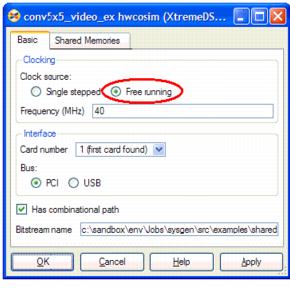 conv5x5_video_ex hwcosim (XtremeDS...
Basic Shared Memories
Clocking
Clock source:
Single stepped Free running
Frequency (MHz) 40
Interface
Card number 1 (first card found)
Bus:
PCI USB
Has combinational path
Bitstream name c:\sandbox\env\Jobs\sysgen\src\examples\shared
OK Cancel Help Apply